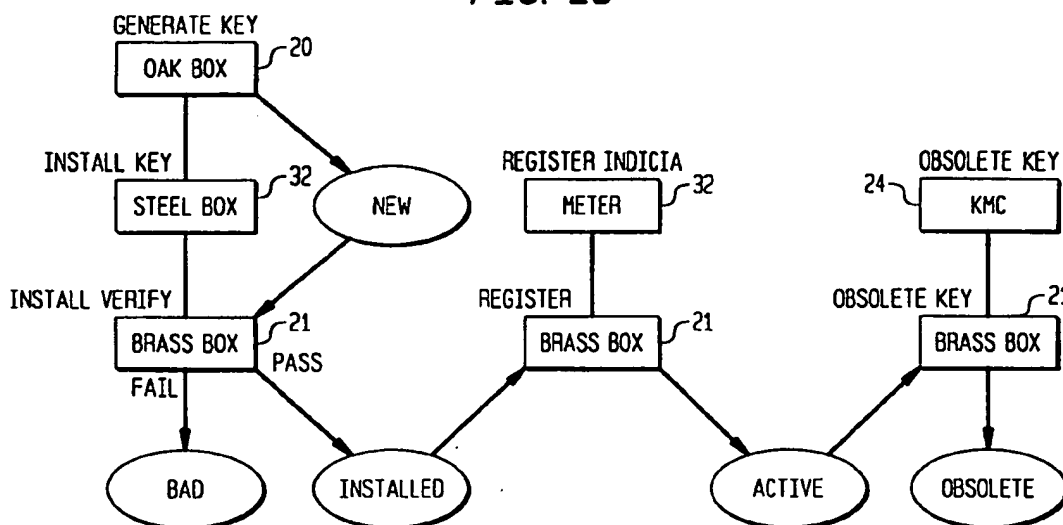 GENERATE KEY
OAK BOX
20
INSTALL KEY
STEEL BOX
32
NEW
INSTALL VERIFY
BRASS BOX
21
PASS
FAIL
BAD
INSTALLED
REGISTER INDICIA
METER
32
REGISTER
BRASS BOX
21
ACTIVE
OBSOLETE KEY
24
KMC
OBSOLETE KEY
BRASS BOX
OBSOLETE